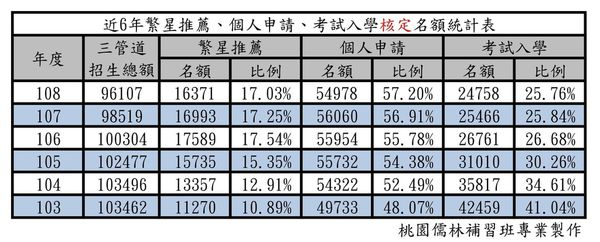 近6年繁星推薦、個人申請、考試入學核定名額統計表
年度 三管道招生總額 繁星推薦 個人申請 考試入學
名額 比例 名額 比例 名額 比例
108 96107 16371 17.03% 54978 57.20% 24758 25.76%
107 98519 16993 17.25% 56060 56.91% 25466 25.84%
106 100304 17589 17.54% 55954 55.78% 26761 26.68%
105 102477 15735 15.35% 55732 54.38% 31010 30.26%
104 103496 13357 12.91% 54322 52.49% 35817 34.61%
103 103462 11270 10.89% 49733 48.07% 42459 41.04%
桃園儒林補習班專業製作